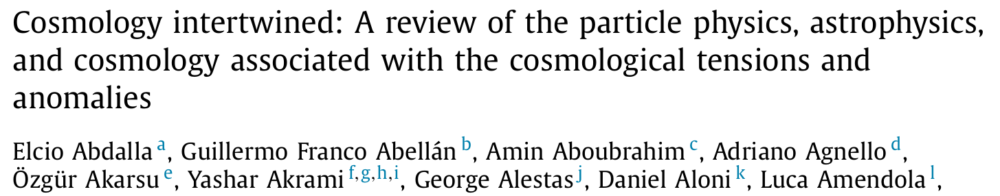 Cosmology intertwined: A review of the particle physics, astrophysics,
and cosmology associated with the cosmological tensions and
anomalies
Elcio Abdalla a, Guillermo Franco Abellán b, Amin Aboubrahim c, Adriano Agnello d,
Özgür Akarsu e, Yashar Akrami f,g,h,i, George Alestas j, Daniel Aloni k, Luca Amendola l,